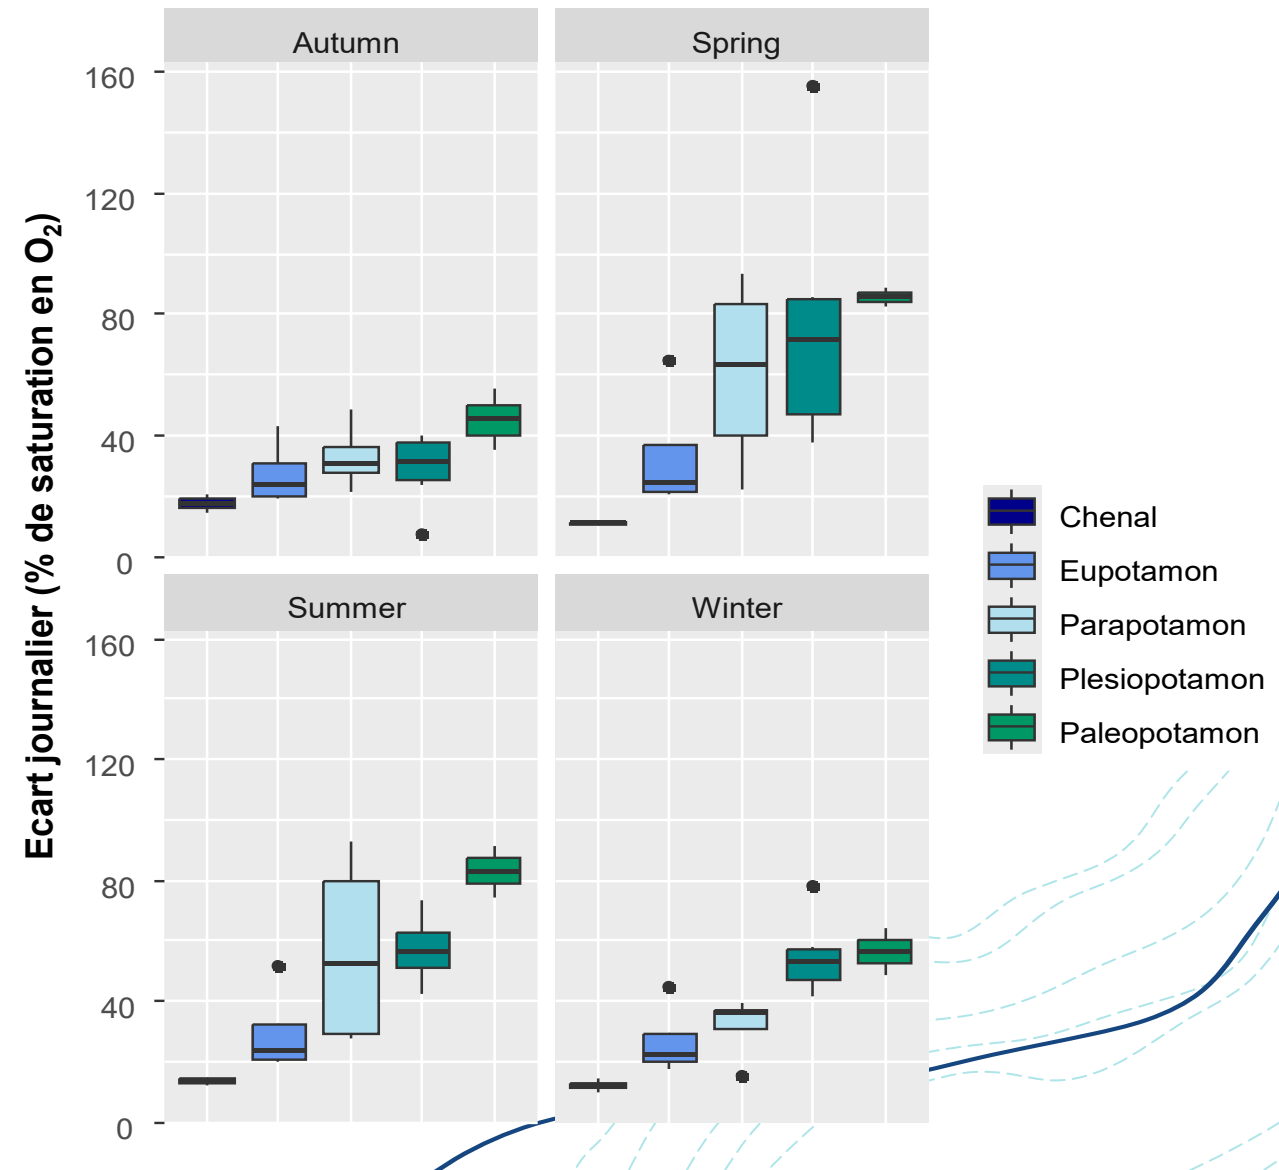 Autumn
Spring
160
120
80
40
0
Ecart journalier (% de saturation en O₂)
Summer
Winter
160
120
80
40
0
Chenal
Eupotamon
Parapotamon
Plesiopotamon
Paleopotamon